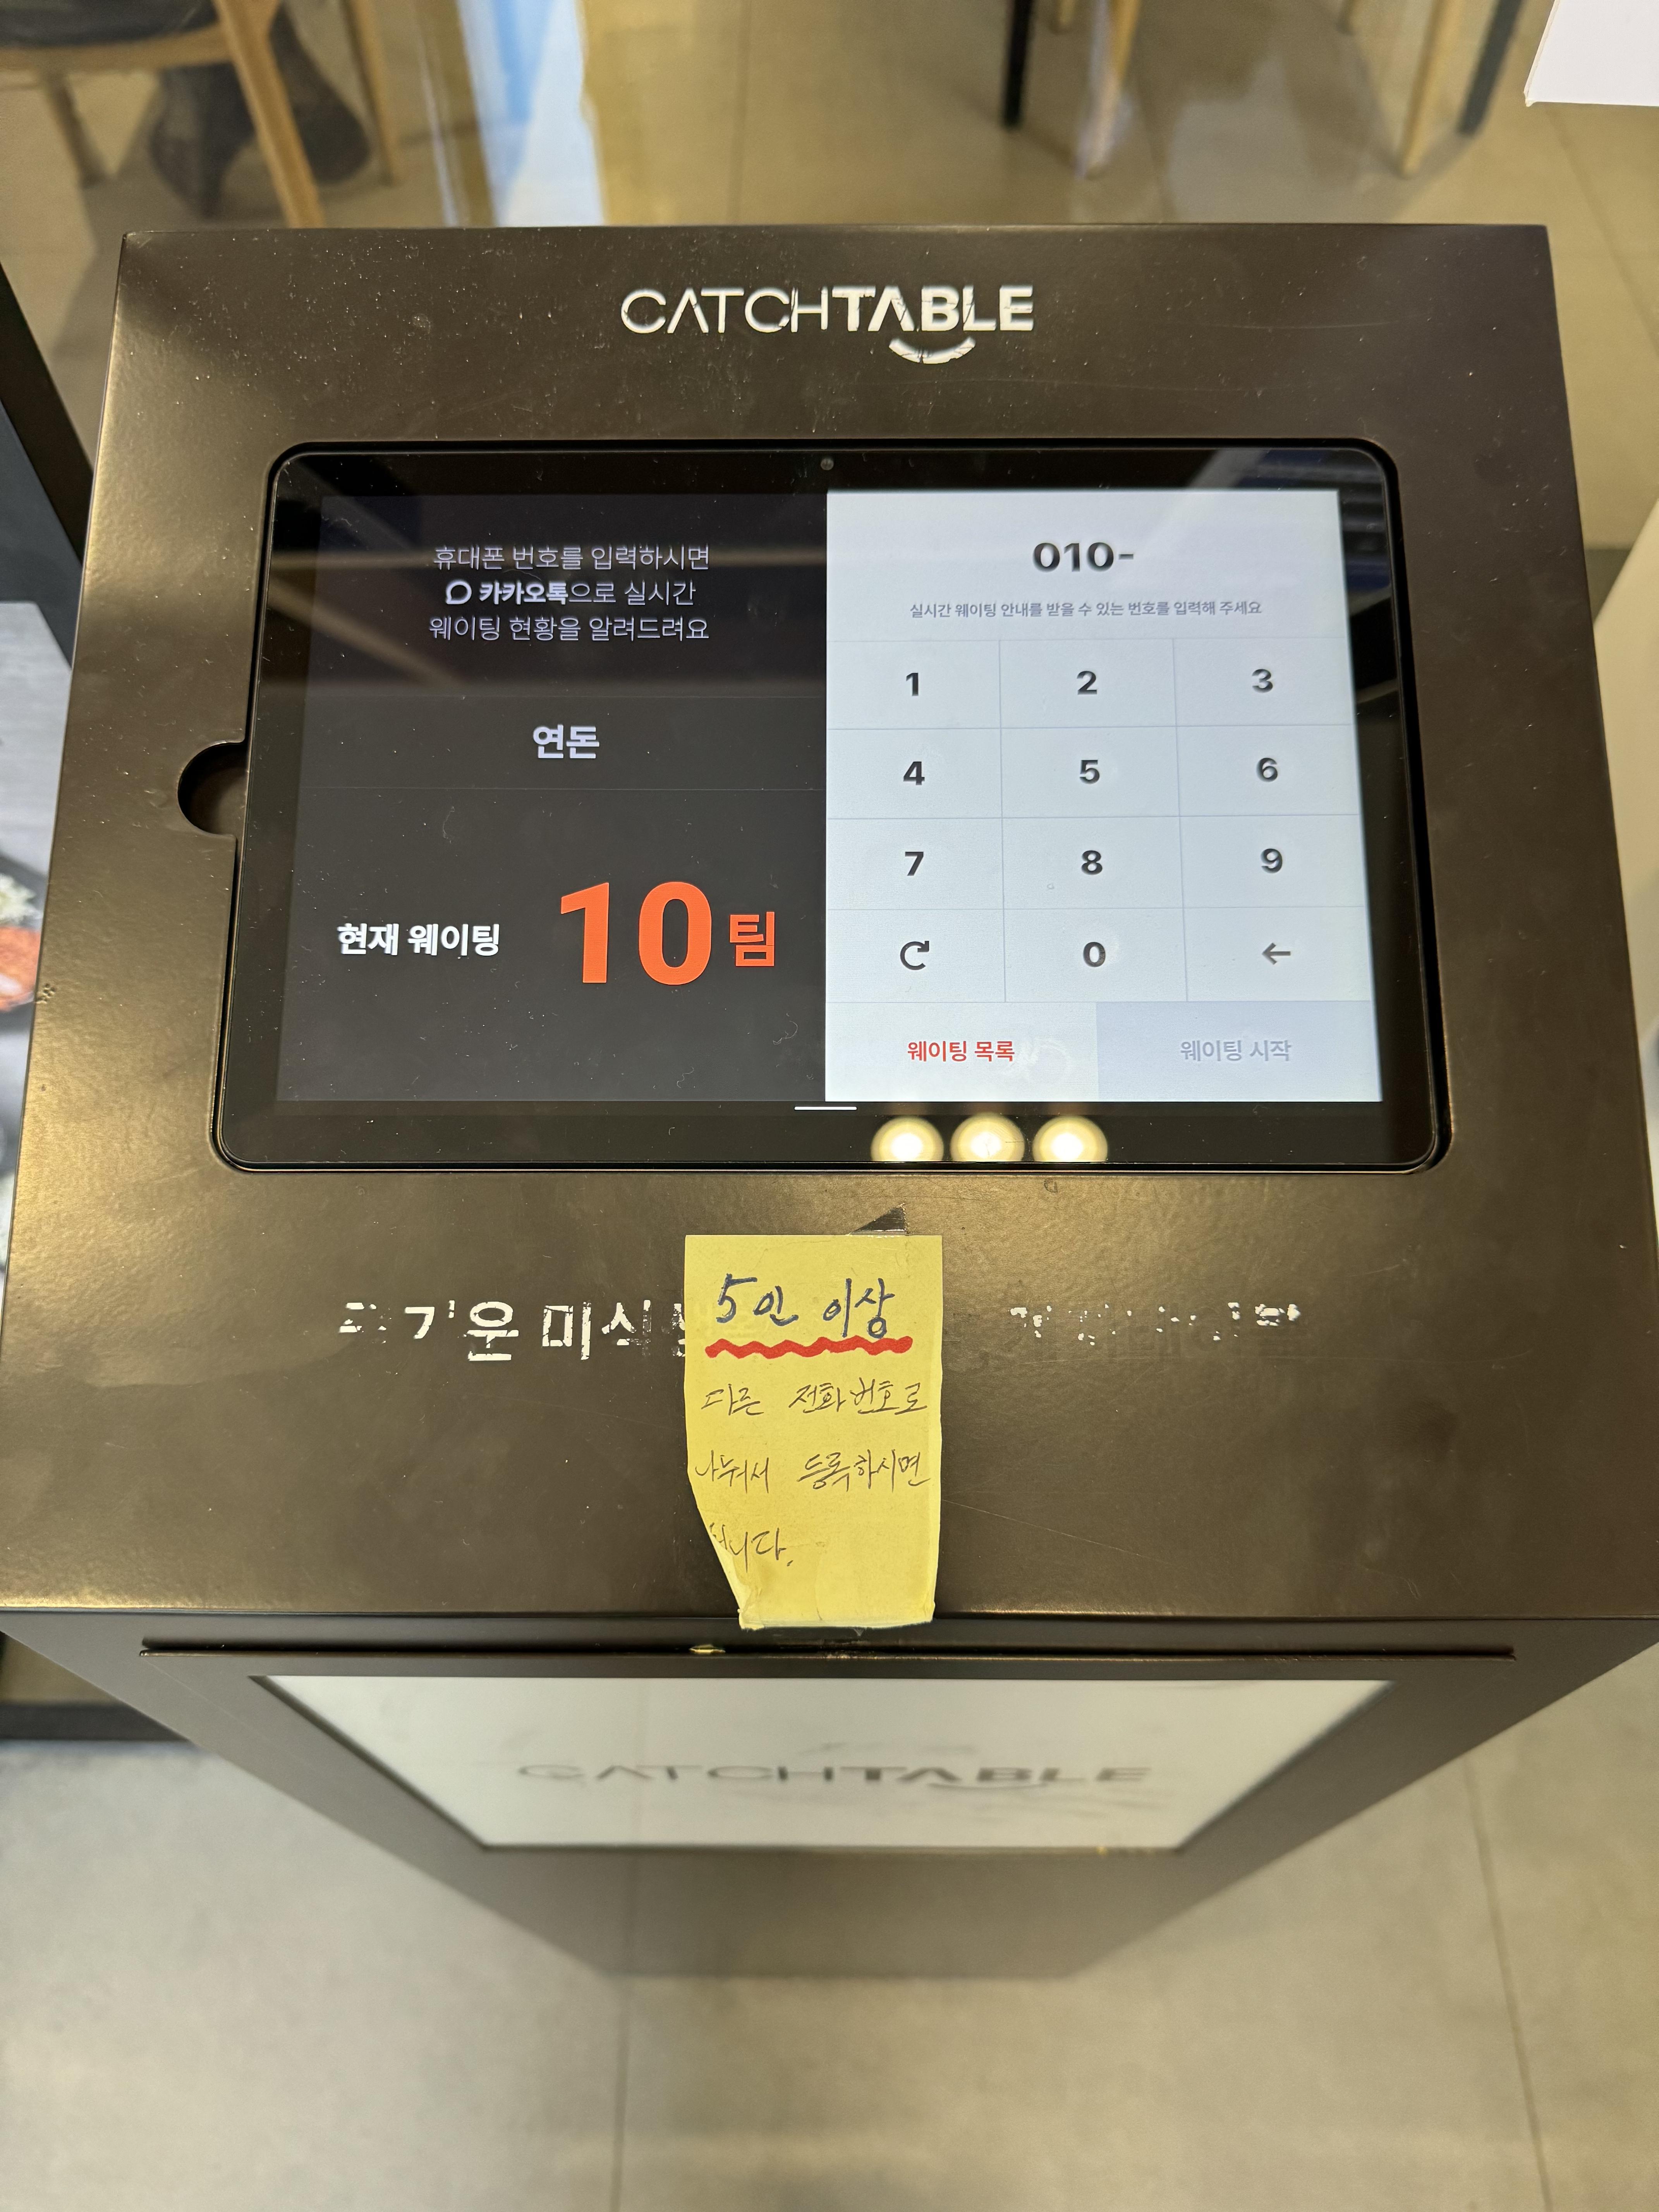 CATCHTABLE
휴대폰 번호를 입력하시면
카카오톡으로 실시간
웨이팅 현황을 알려드려요
연돈
현재 웨이팅 10팀
010-
실시간 웨이팅 안내를 받을 수 있는 번호를 입력해 주세요
1 2 3
4 5 6
7 8 9
0
웨이팅 목록 웨이팅 시작
미식
5인 이상
다른 전화번호로
나눠서 등록하시면
CATCHTABLE